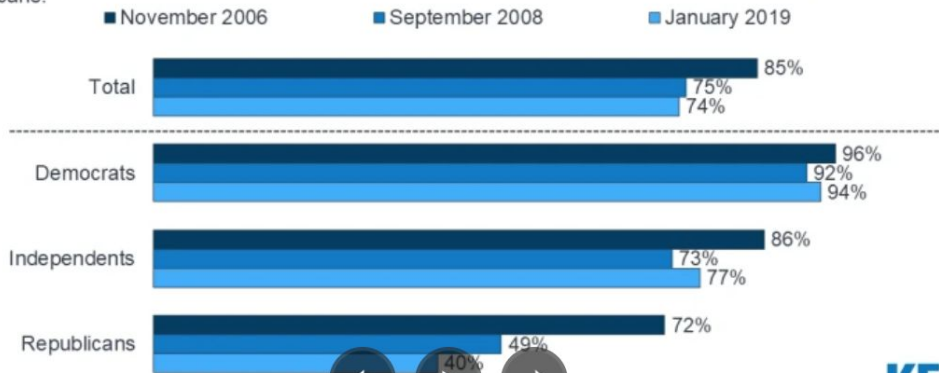 November 2006 September 2008 January 2019
Total
85%
75%
74%
Democrats
96%
92%
94%
Independents
86%
73%
77%
Republicans
72%
49%
40%